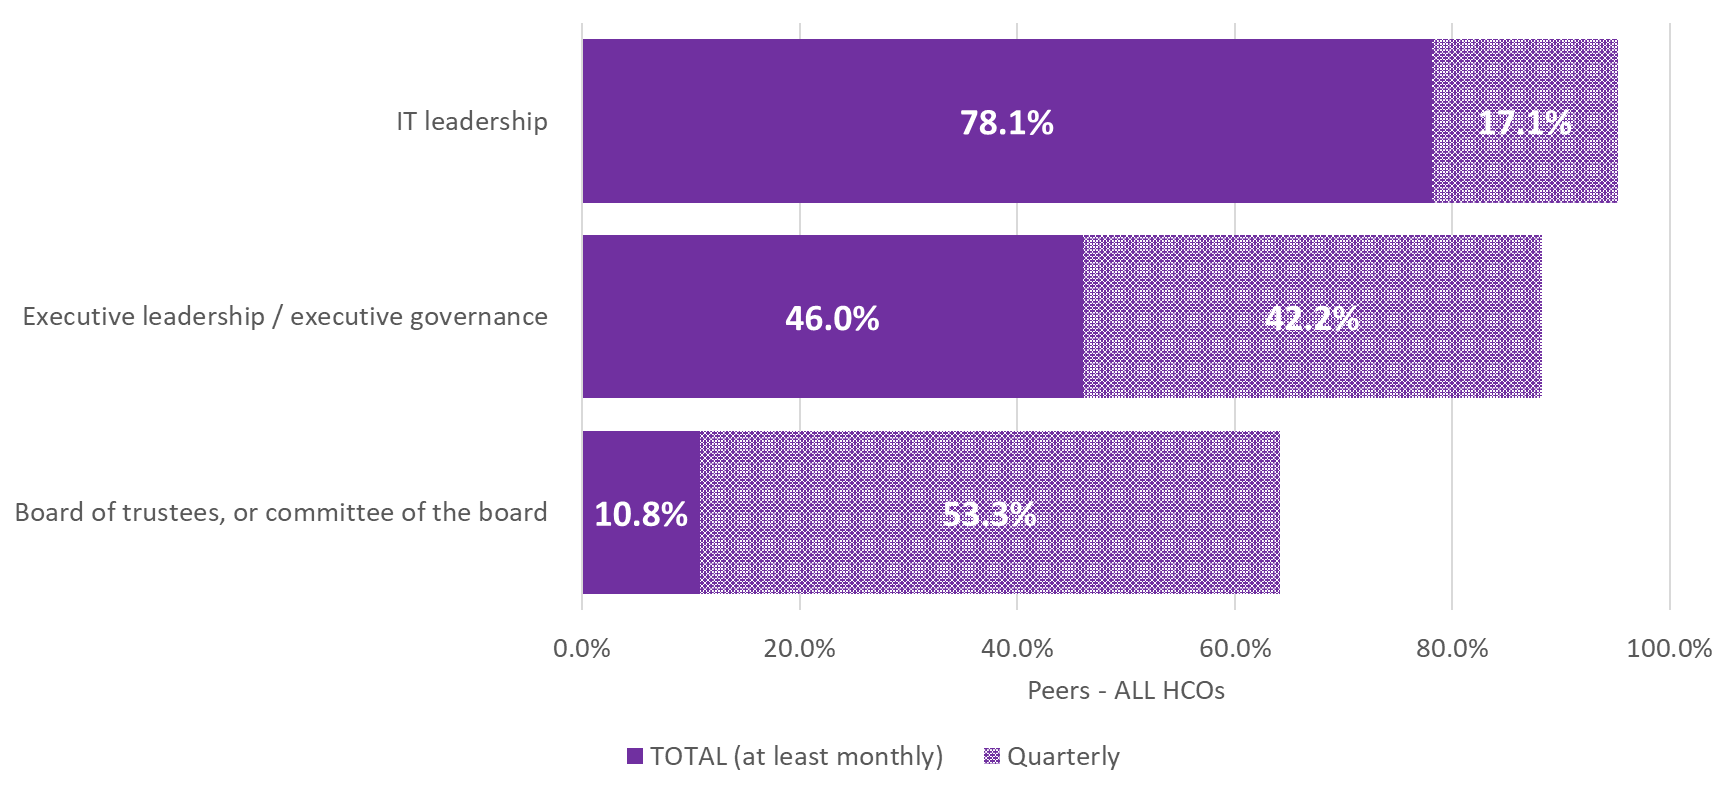 IT leadership
78.1%
17.1%
Executive leadership / executive governance
46.0%
42.2%
Board of trustees, or committee of the board
10.8%
53.3%
0.0%
20.0%
40.0%
60.0%
80.0%
100.0%
Peers - ALL HCOs
TOTAL (at least monthly)
Quarterly